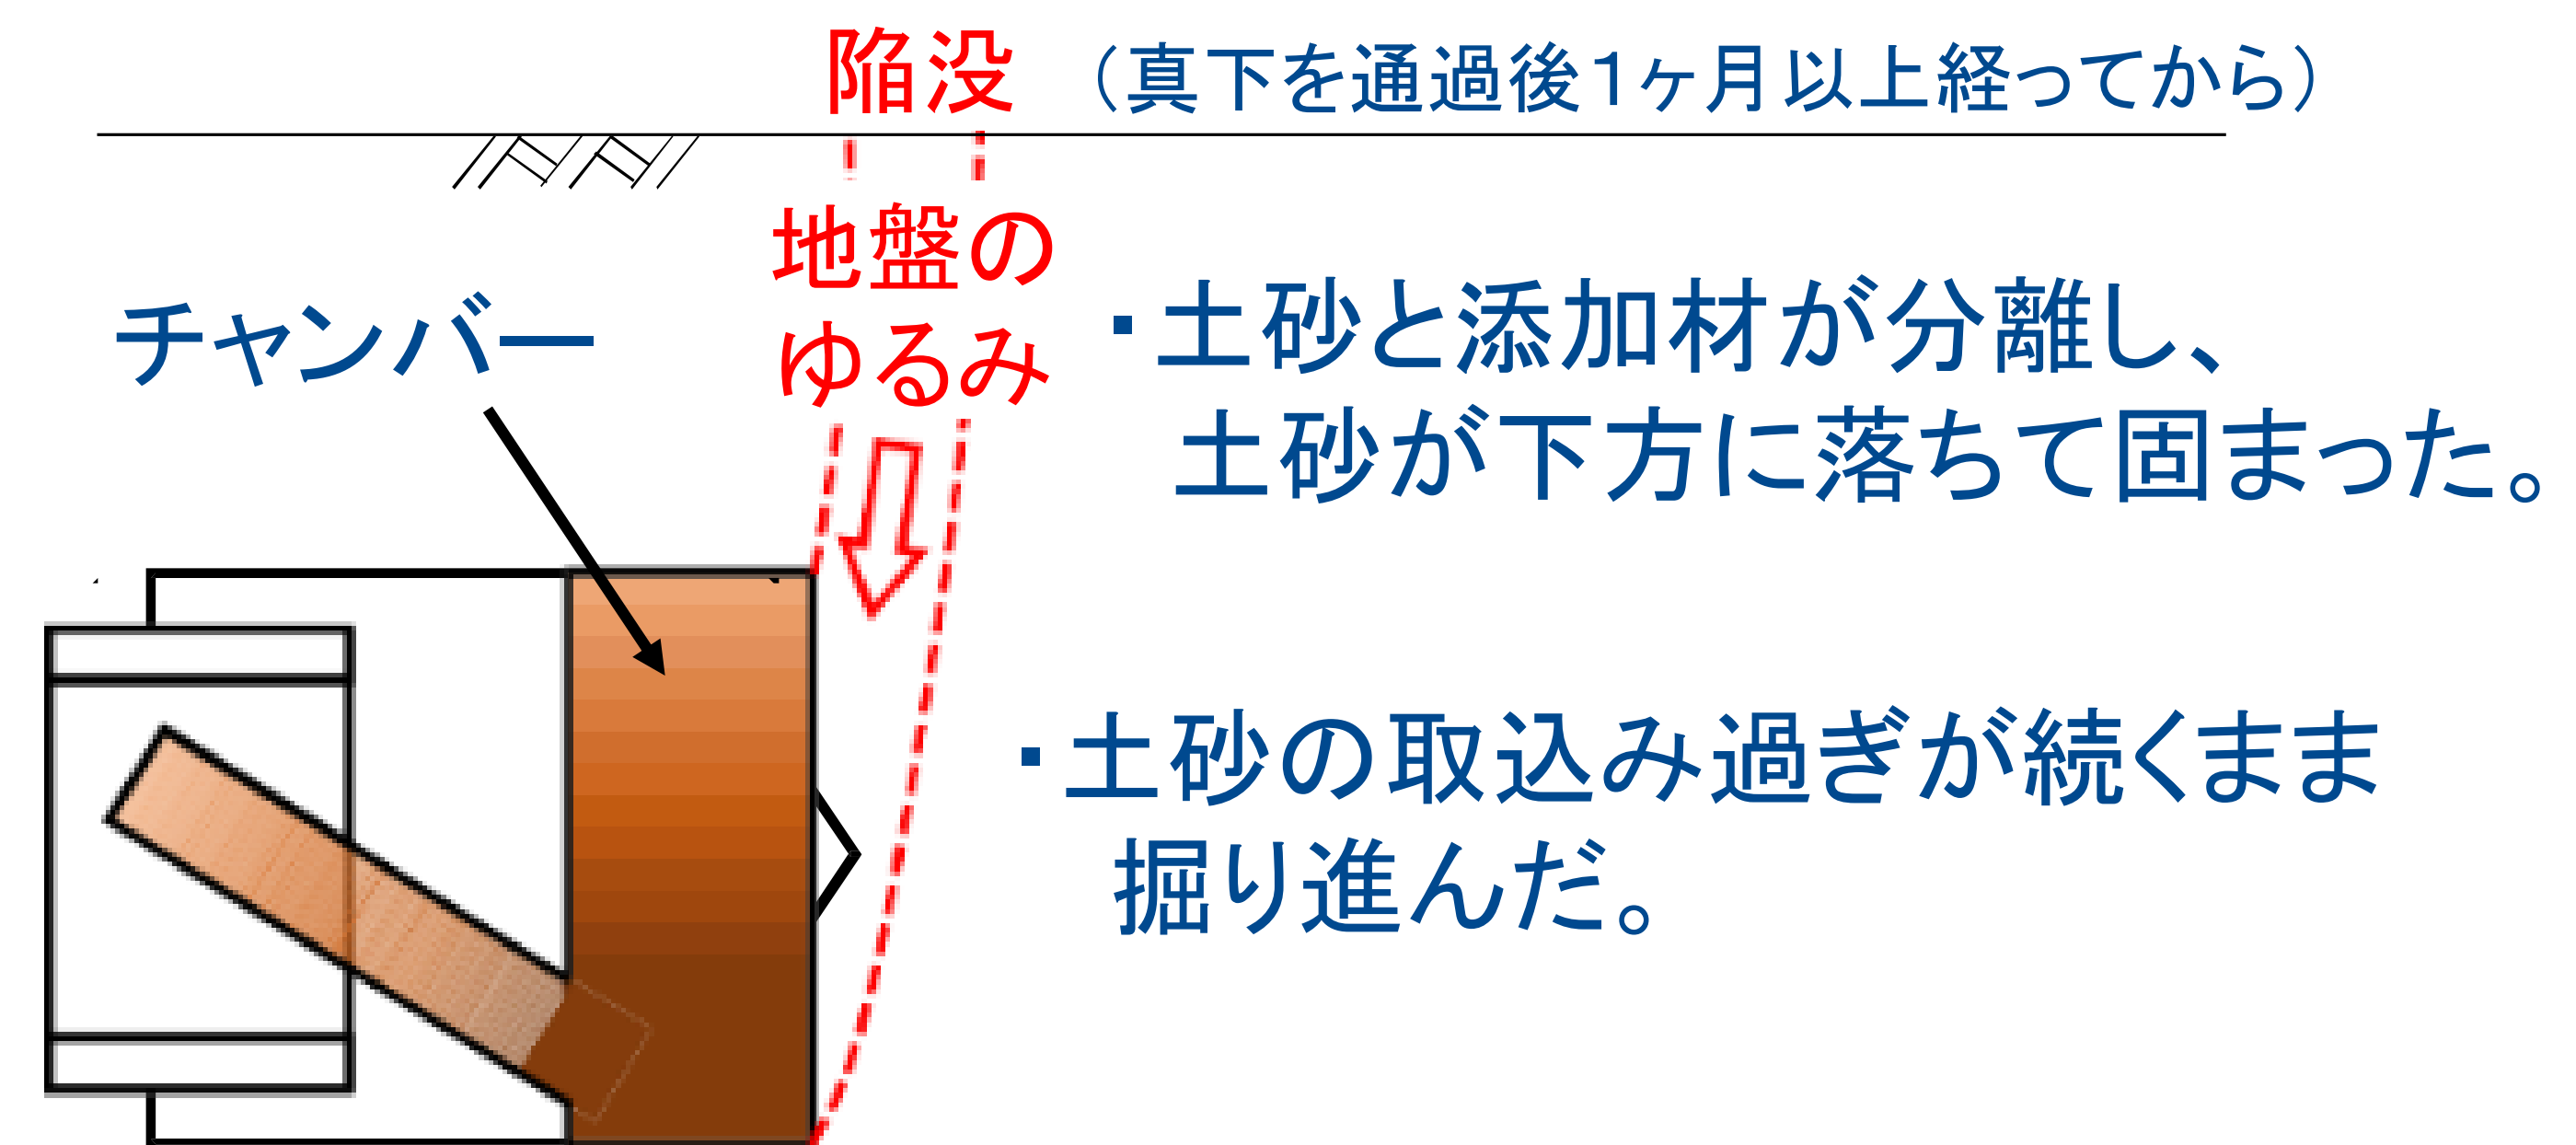 陥没 （真下を通過後1ヶ月以上経ってから）
地盤の
ゆるみ
チャンバー
・土砂と添加材が分離し、
土砂が下方に落ちて固まった。
・土砂の取込み過ぎが続くまま
掘り進んだ。